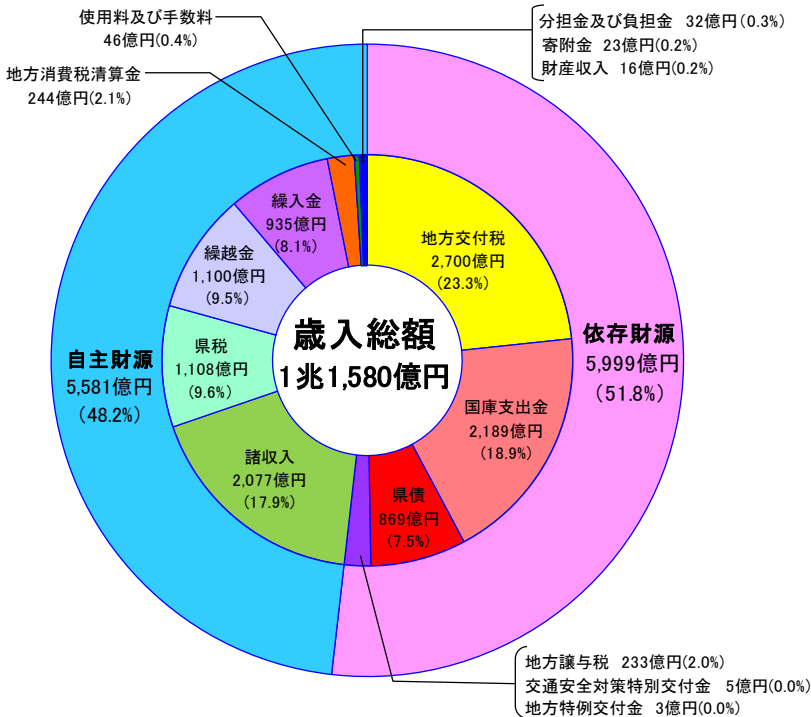 使用料及び手数料
46億円(0.4%)
地方消費税清算金
244億円(2.1%)
分担金及び負担金 32億円(0.3%)
寄附金 23億円(0.2%)
財産収入 16億円(0.2%)
繰入金
935億円
(8.1%)
地方交付税
2,700億円
(23.3%)
繰越金
1,100億円
(9.5%)
歳入総額
1兆1,580億円
依存財源
5,999億円
(51.8%)
自主財源
5,581億円
(48.2%)
県税
1,108億円
(9.6%)
国庫支出金
2,189億円
(18.9%)
諸収入
2,077億円
(17.9%)
県債
869億円
(7.5%)
地方譲与税 233億円(2.0%)
交通安全対策特別交付金 5億円(0.0%)
地方特例交付金 3億円(0.0%)